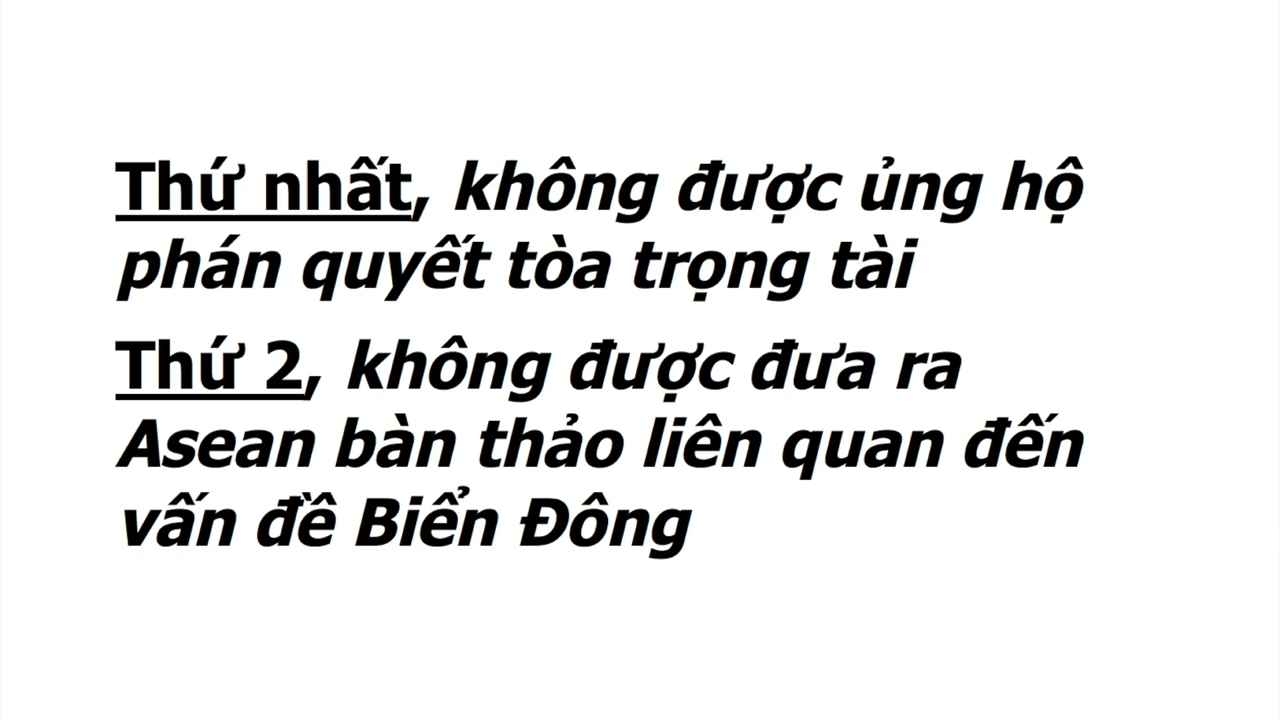 Thứ nhất, không được ủng hộ
phán quyết tòa trọng tài
Thứ 2, không được đưa ra
Asean bàn thảo liên quan đến
vấn đề Biển Đông